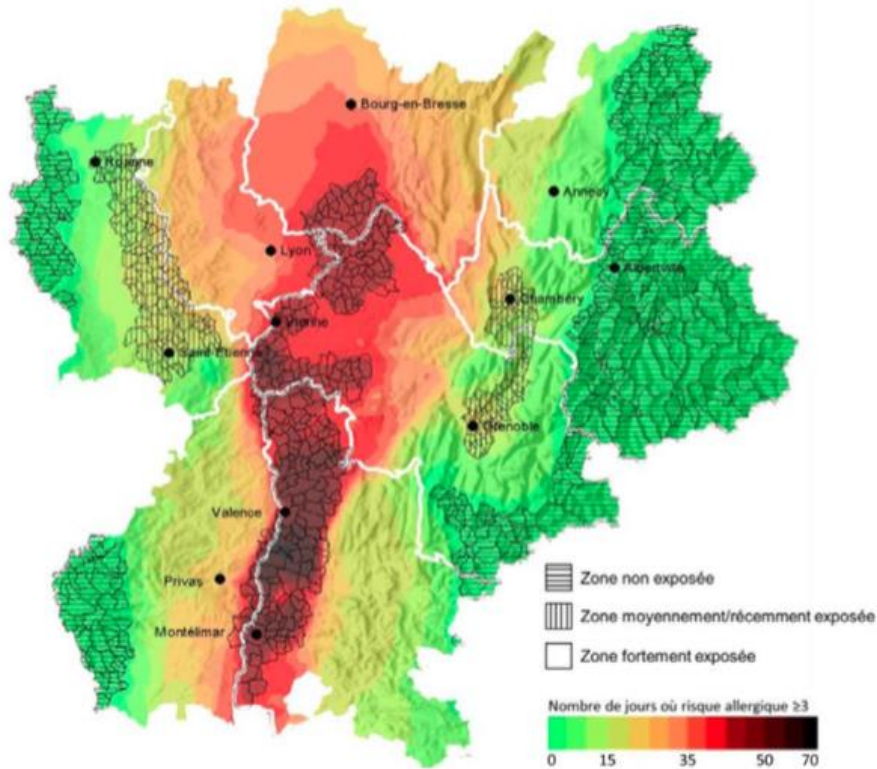 Bourg-en-Bresse
Roanne
Annecy
Lyon
Albertville
Chambéry
Vienne
Saint-Etienne
Grenoble
Valence
Privas
Montélimar
Zone non exposée
Zone moyennement/récemment exposée
Zone fortement exposée
Nombre de jours où risque allergique ≥3
0 15 35 50 70